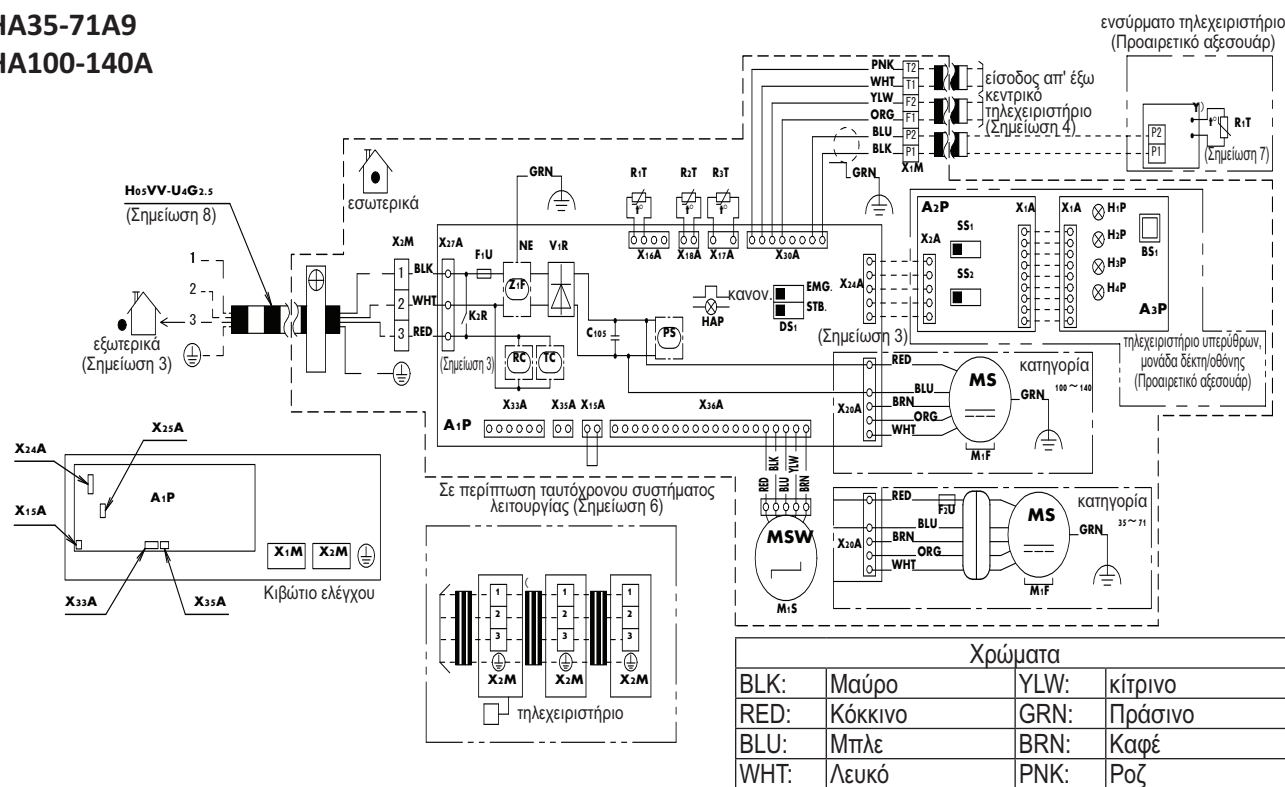 HA35-71A9
HA100-140A
ενσύρματο τηλεχειριστήριο
(Προαιρετικό αξεσουάρ)
PNK T2
WHT T1
YLW F2
ORG F1
BLU P2
BLK P1
X1M
είσοδος απ' έξω
κεντρικό
τηλεχειριστήριο
(Σημείωση 4)
P2
P1
t°
R1T
(Σημείωση 7)
εσωτερικά
H05VV-U4G2.5
(Σημείωση 8)
1
2
3
εξωτερικά
(Σημείωση 3)
X2M
1 BLK
2 WHT
3 RED
X27A
(Σημείωση 3)
F1U
NE
V1R
Z1F
K2R
RC
TC
C105
PS
GRN
R1T
R2T
R3T
t°
t°
t°
X16A
X18A
X17A
X30A
GRN
HAP
κανον.
EMG.
STB.
DS1
X24A
(Σημείωση 3)
A2P
X2A
SS1
SS2
X1A
X1A
H1P
H2P
H3P
H4P
BS1
A3P
τηλεχειριστήριο υπερύθρων,
μονάδα δέκτη/οθόνης
(Προαιρετικό αξεσουάρ)
X33A
X35A
X15A
X36A
A1P
X20A
RED
BLU
BRN
ORG
WHT
MS
M1F
GRN
κατηγορία
100~140
RED
BLK
BLU
YLW
BRN
MSW
M1S
X20A
RED
F2U
BLU
BRN
ORG
WHT
MS
M1F
GRN
κατηγορία
35~71
X24A
X25A
A1P
X15A
X1M
X2M
X33A
X35A
Κιβώτιο ελέγχου
Σε περίπτωση ταυτόχρονου συστήματος
λειτουργίας (Σημείωση 6)
1
2
3
X2M
1
2
3
X2M
1
2
3
X2M
τηλεχειριστήριο
Χρώματα
BLK: Μαύρο YLW: κίτρινο
RED: Κόκκινο GRN: Πράσινο
BLU: Μπλε BRN: Καφέ
WHT: Λευκό PNK: Ροζ